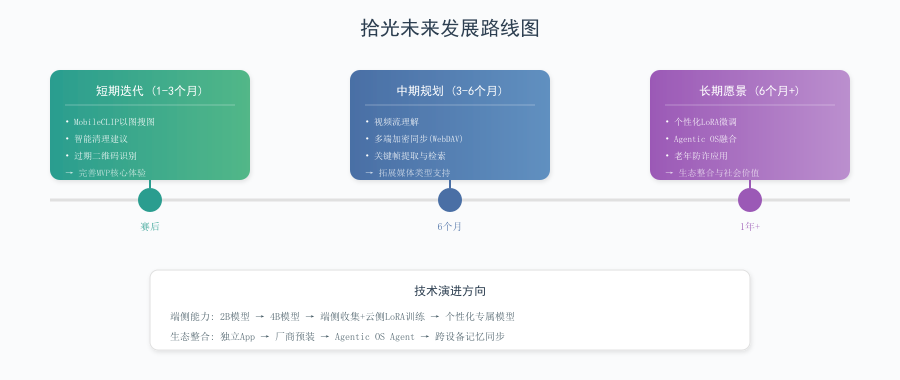 拾光未来发展路线图
短期迭代 (1-3个月)
• MobileCLIP以图搜图
• 智能清理建议
• 过期二维码识别
→ 完善MVP核心体验
赛后
中期规划 (3-6个月)
• 视频流理解
• 多端加密同步(WebDAV)
• 关键帧提取与检索
→ 拓展媒体类型支持
6个月
长期愿景 (6个月+)
• 个性化LoRA微调
• Agentic OS融合
• 老年防诈应用
→ 生态整合与社会价值
1年+
技术演进方向
端侧能力: 2B模型 → 4B模型 → 端侧收集+云侧LoRA训练 → 个性化专属模型
生态整合: 独立App → 厂商预装 → Agentic OS Agent → 跨设备记忆同步